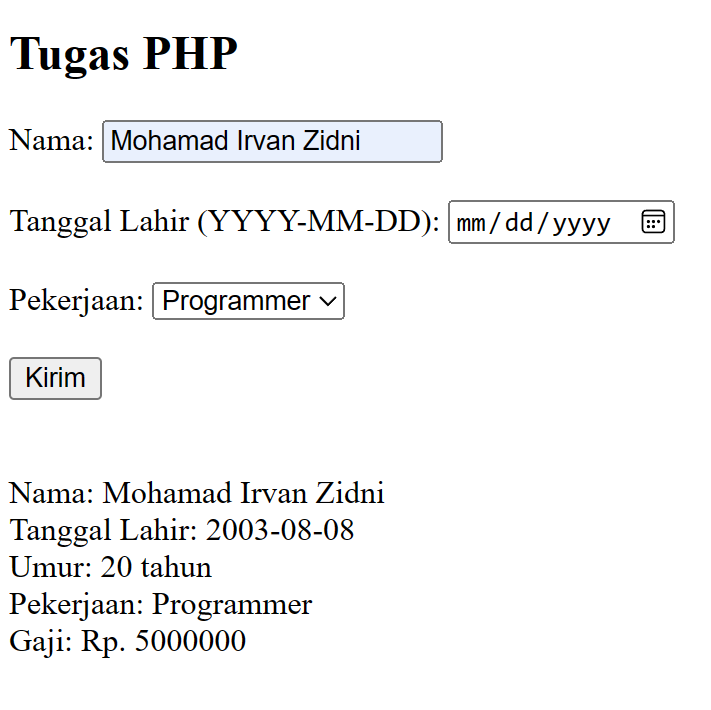 Tugas PHP
Nama: Mohamad Irvan Zidni
Tanggal Lahir (YYYY-MM-DD): mm/dd/yyyy
Pekerjaan: Programmer
Kirim
Nama: Mohamad Irvan Zidni
Tanggal Lahir: 2003-08-08
Umur: 20 tahun
Pekerjaan: Programmer
Gaji: Rp. 5000000